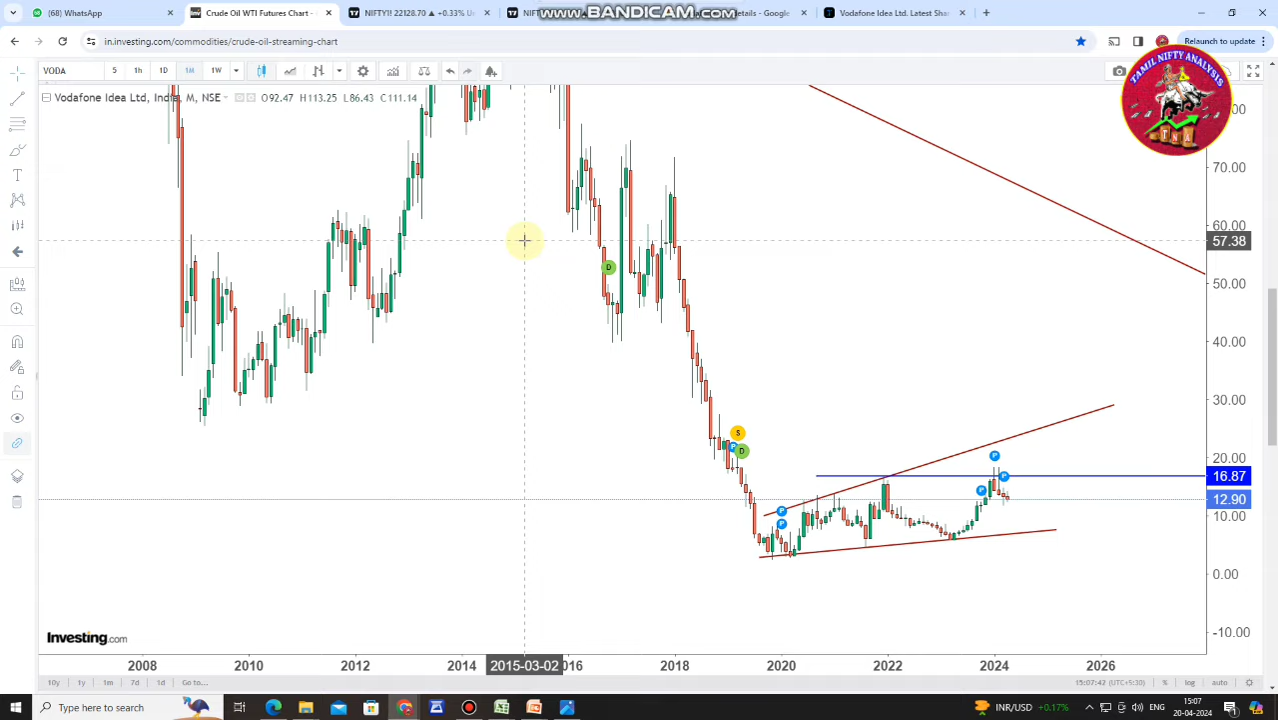 (68) WhatsApp
Crude Oil WTI Futures Chart -
NIFTY1! 22128.70 ▲ +0.33% Un
www.BANDICAM.com
etails - Google
Vodafone Idea Ltd. Latest Shar
in.investing.com/commodities/crude-oil-streaming-chart
Relaunch to update
VODA
5
1h
1D
1M
1W
Vodafone Idea Ltd, India, M, NSE
O92.47 H113.25 L86.43 C111.14
TAMIL NIFTY ANALYSIS
TNA
70.00
60.00
57.38
50.00
40.00
30.00
20.00
16.87
12.90
10.00
0.00
-10.00
D
S
P
D
P
P
P
P
P
Investing.com
2008
2010
2012
2014
2015-03-02
2018
2020
2022
2024
2026
10y
1y
1m
7d
1d
Go to...
15:07:42 (UTC+5:30)
%
log
auto
Type here to search
INR/USD +0.17%
ENG
15:07
20-04-2024